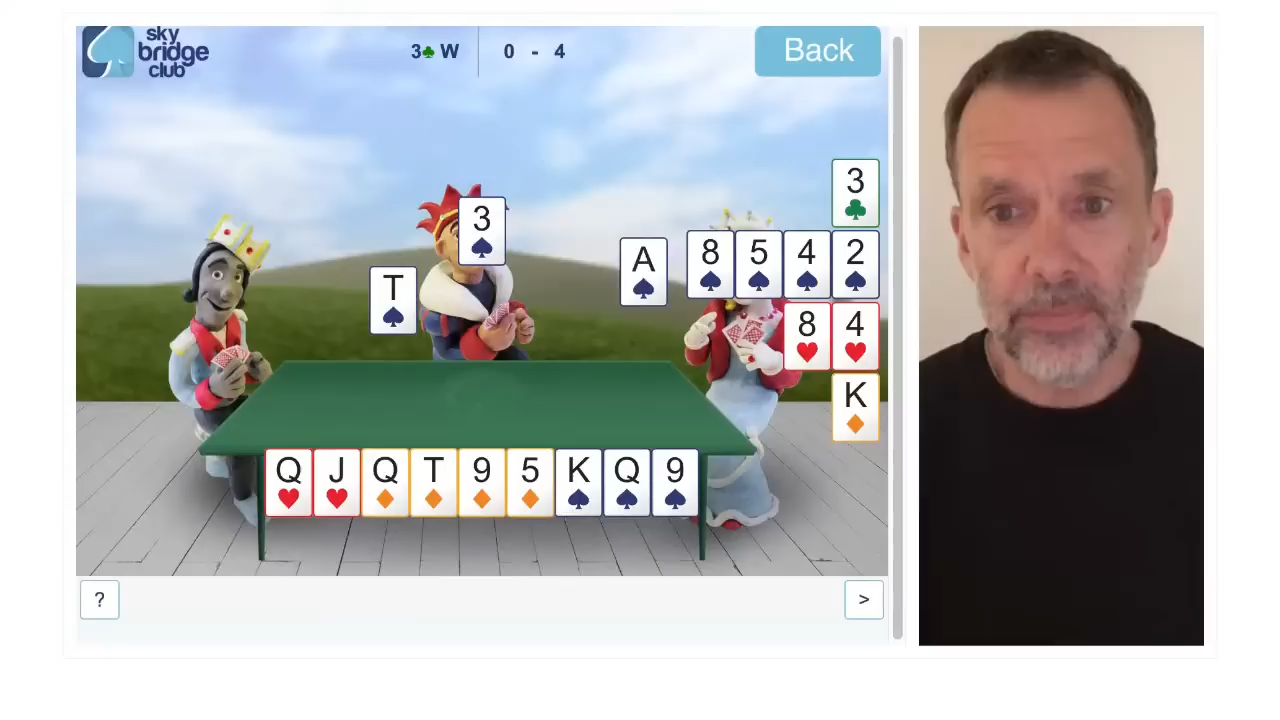 sky
bridge
club
3♣ W
0 - 4
Back
3♣
3♠
A♠
8♠ 5♠ 4♠ 2♠
T♠
8♥ 4♥
K♦
Q♥ J♥ Q♦ T♦ 9♦ 5♦ K♠ Q♠ 9♠
?
>